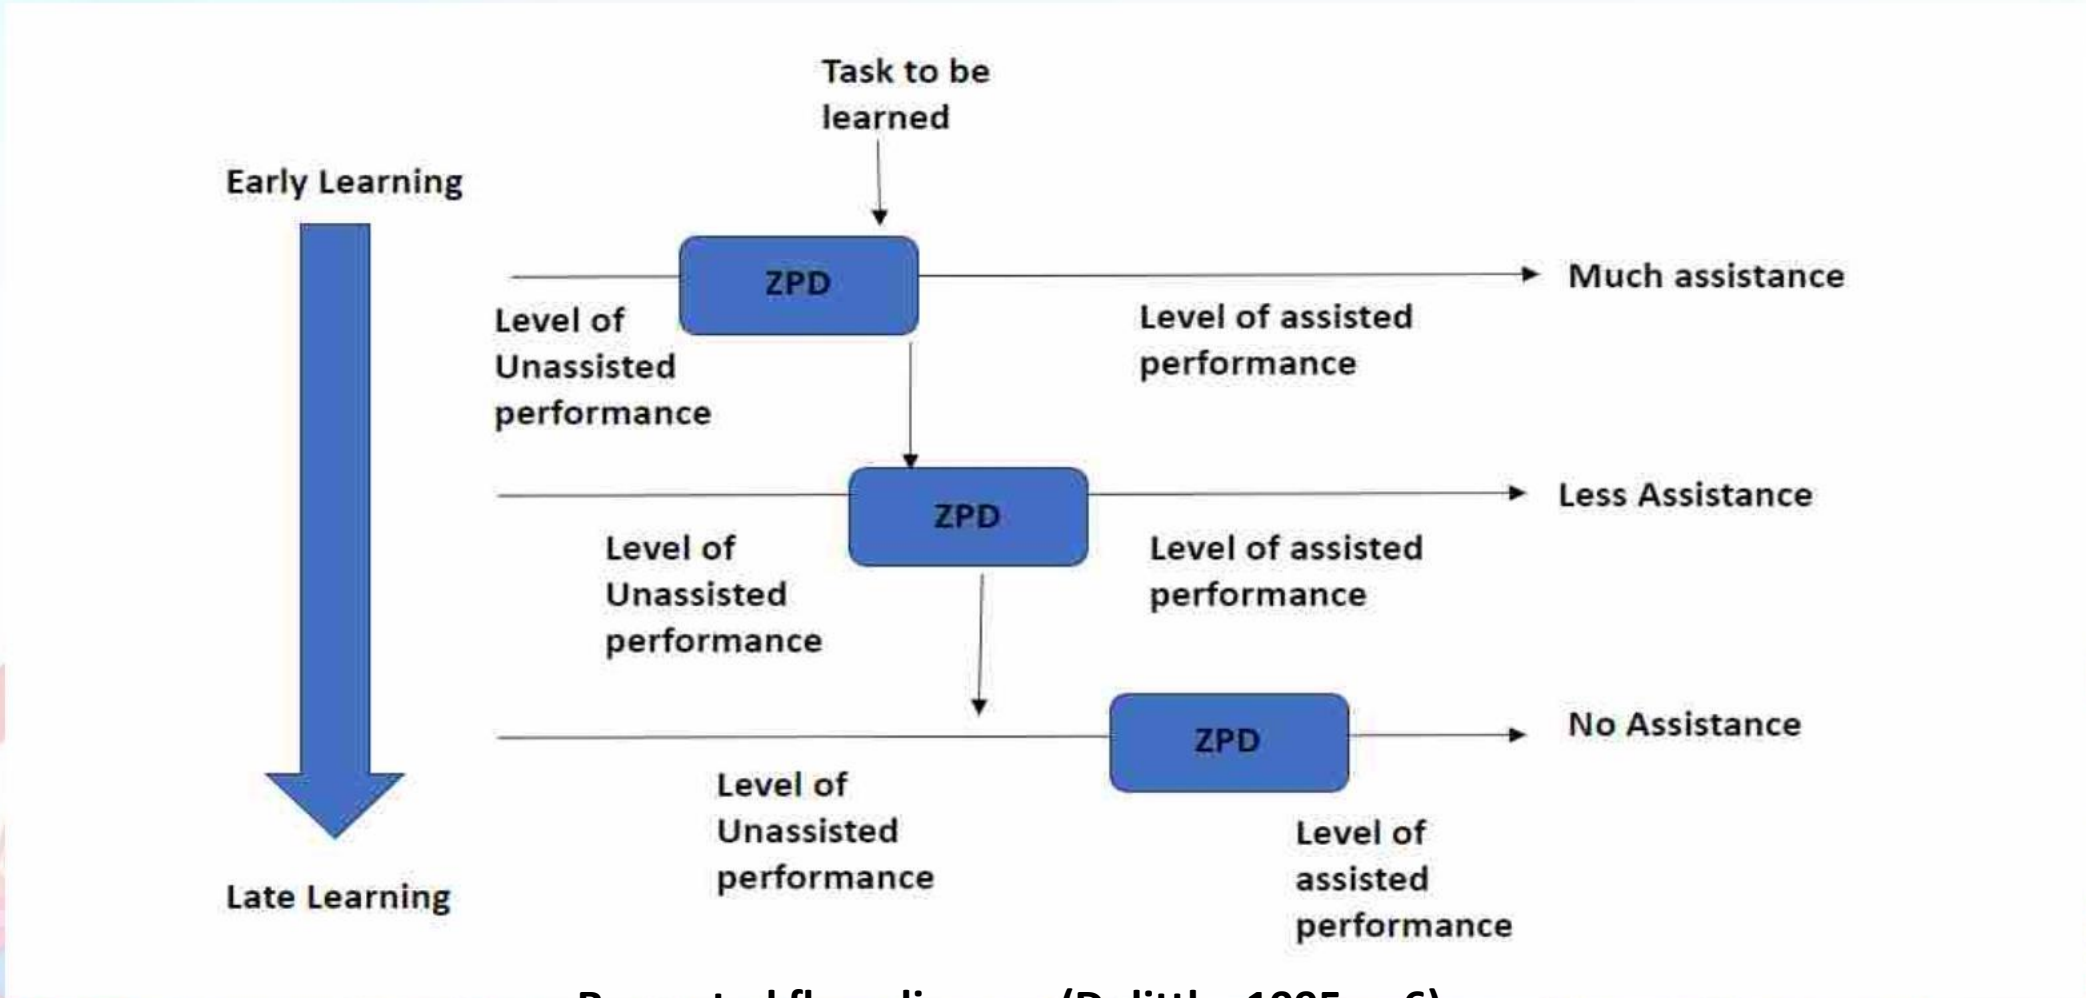 Task to be
learned
Early Learning
ZPD
Much assistance
Level of
Unassisted
performance
Level of assisted
performance
ZPD
Less Assistance
Level of
Unassisted
performance
Level of assisted
performance
ZPD
No Assistance
Level of
Unassisted
performance
Level of
assisted
performance
Late Learning